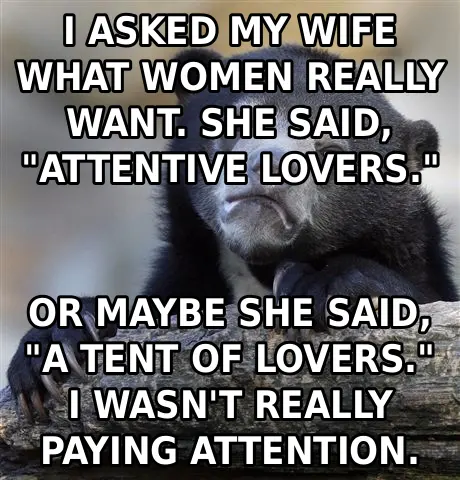 I ASKED MY WIFE
WHAT WOMEN REALLY
WANT. SHE SAID,
"ATTENTIVE LOVERS."
OR MAYBE SHE SAID,
"A TENT OF LOVERS."
I WASN'T REALLY
PAYING ATTENTION.